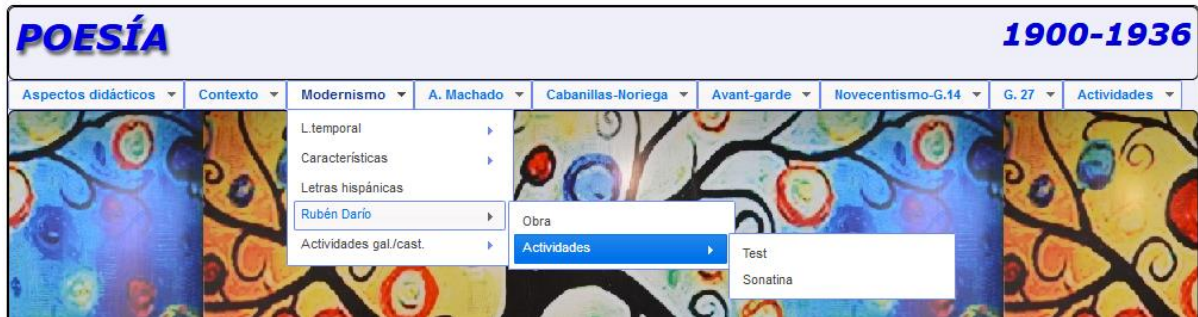 POESÍA
1900-1936
Aspectos didácticos Contexto Modernismo A. Machado Cabanillas-Noriega Avant-garde Novecentismo-G.14 G. 27 Actividades
L.temporal
Características
Letras hispánicas
Rubén Darío
Actividades gal./cast.
Obra
Actividades
Test
Sonatina